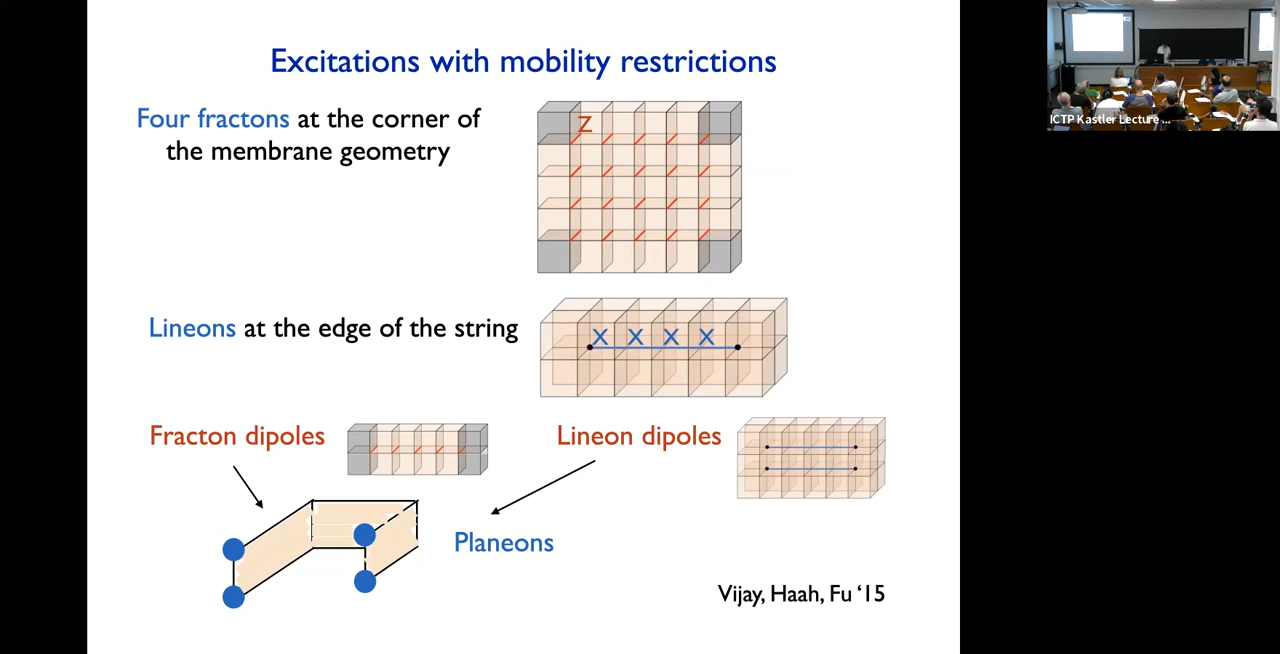 Excitations with mobility restrictions
Four fractons at the corner of
the membrane geometry
Z
Lineons at the edge of the string
X X X X
Fracton dipoles
Lineon dipoles
Planeons
Vijay, Haah, Fu ‘15
ICTP Kastler Lecture ...